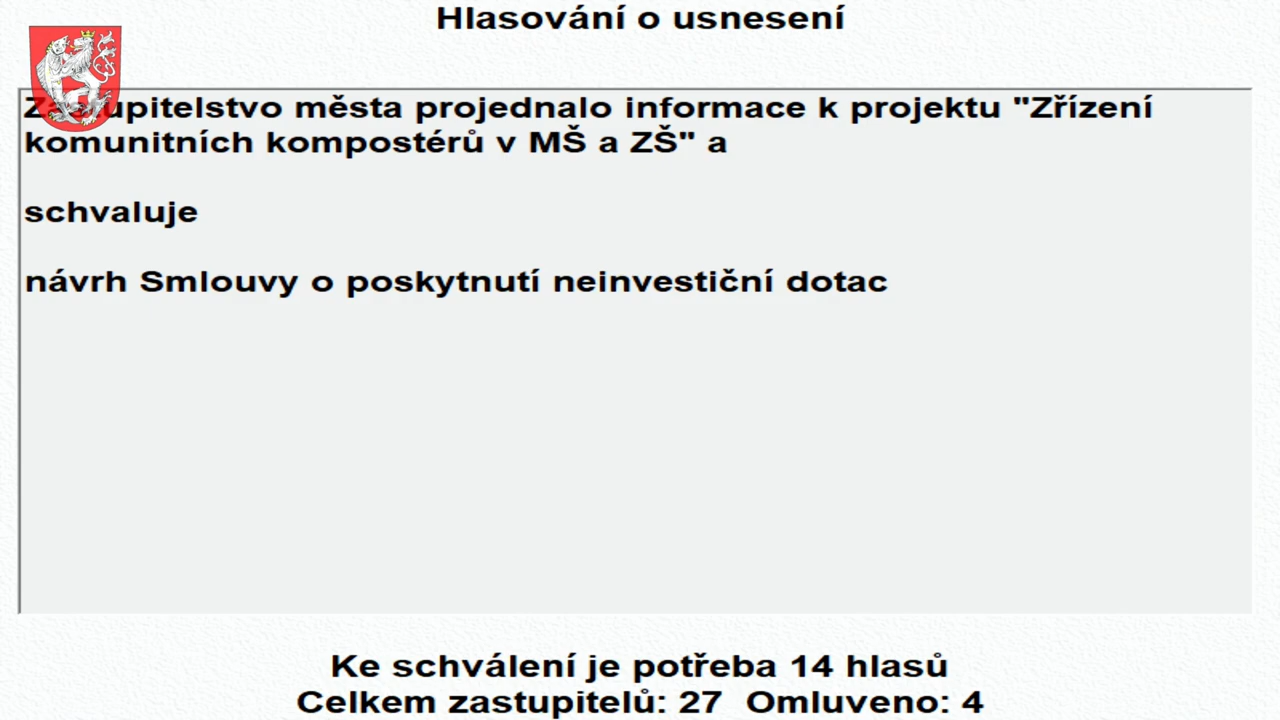 Hlasování o usnesení
Zastupitelstvo města projednalo informace k projektu "Zřízení
komunitních kompostérů v MŠ a ZŠ" a
schvaluje
návrh Smlouvy o poskytnutí neinvestiční dotac
Ke schválení je potřeba 14 hlasů
Celkem zastupitelů: 27 Omluveno: 4